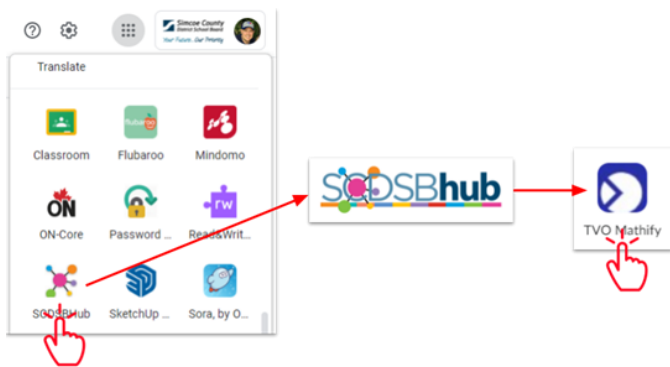 Simcoe County
District School Board
Your Future. Our Priority
Translate
flubaroo
Classroom Flubaroo Mindomo
ON rw
ON-Core Password ... Read&Writ...
SCDSBHub SketchUp ... Sora, by O...
SCDSBhub
TVO Mathify